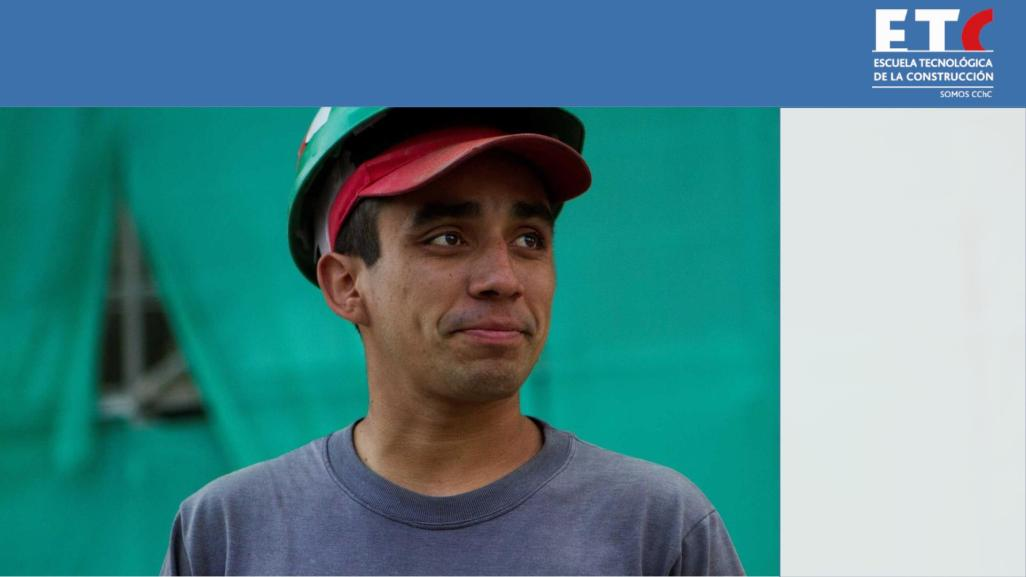 ETC
ESCUELA TECNOLÓGICA
DE LA CONSTRUCCIÓN
SOMOS CChC